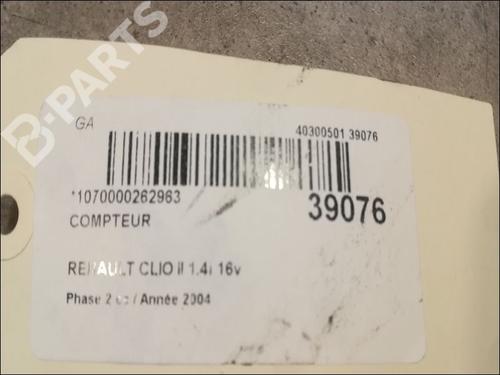 B-PARTS
GA
40300501 39076
*1070000262963
39076
COMPTEUR
RENAULT CLIO II 1.4i 16v
Phase 2 / Année 2004